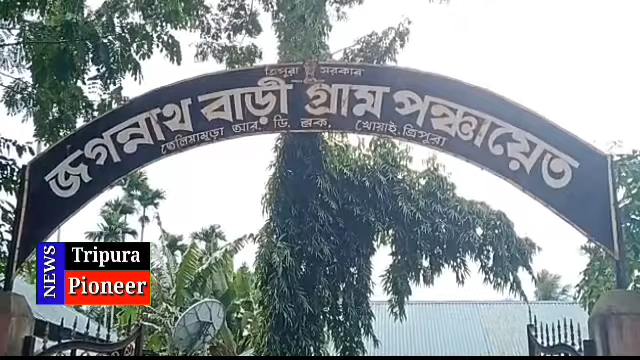 ত্রিপুরা সরকার
জগন্নাথ বাড়ী গ্রাম পঞ্চায়েত
তেলিয়ামুড়া আর. ডি. ব্লক, খোয়াই,ত্রিপুরা
NEWS
Tripura
Pioneer